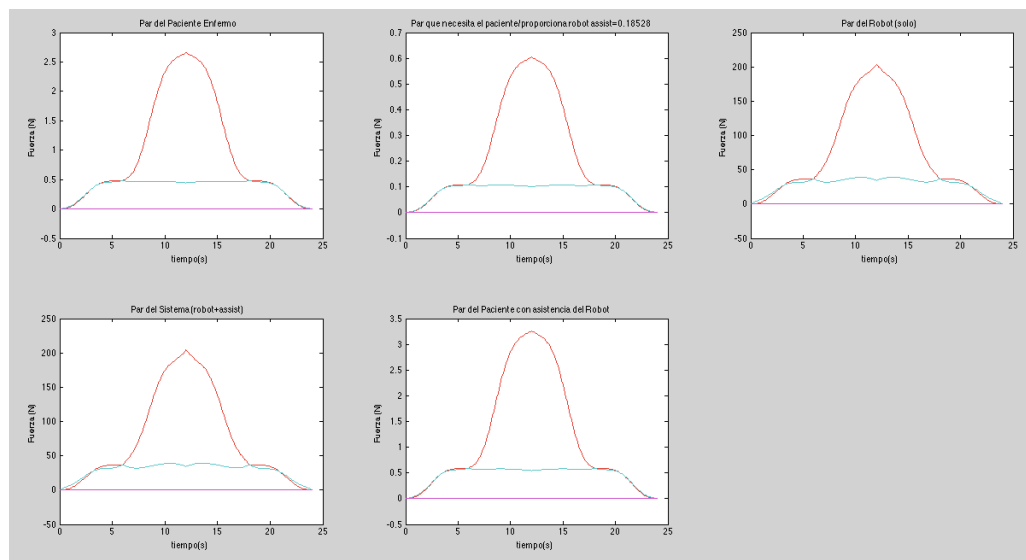 Par del Paciente Enfermo
3
2.5
2
1.5
1
0.5
0
-0.5
Fuerza (N)
0 5 10 15 20 25
tiempo(s)
Par que necesita el paciente/proporciona robot assist=0.18528
0.7
0.6
0.5
0.4
0.3
0.2
0.1
0
-0.1
Fuerza (N)
0 5 10 15 20 25
tiempo(s)
Par del Robot (solo)
250
200
150
100
50
0
-50
Fuerza (N)
0 5 10 15 20 25
tiempo(s)
Par del Sistema (robot+assist)
250
200
150
100
50
0
-50
Fuerza (N)
0 5 10 15 20 25
tiempo(s)
Par del Paciente con asistencia del Robot
3.5
3
2.5
2
1.5
1
0.5
0
-0.5
Fuerza (N)
0 5 10 15 20 25
tiempo(s)